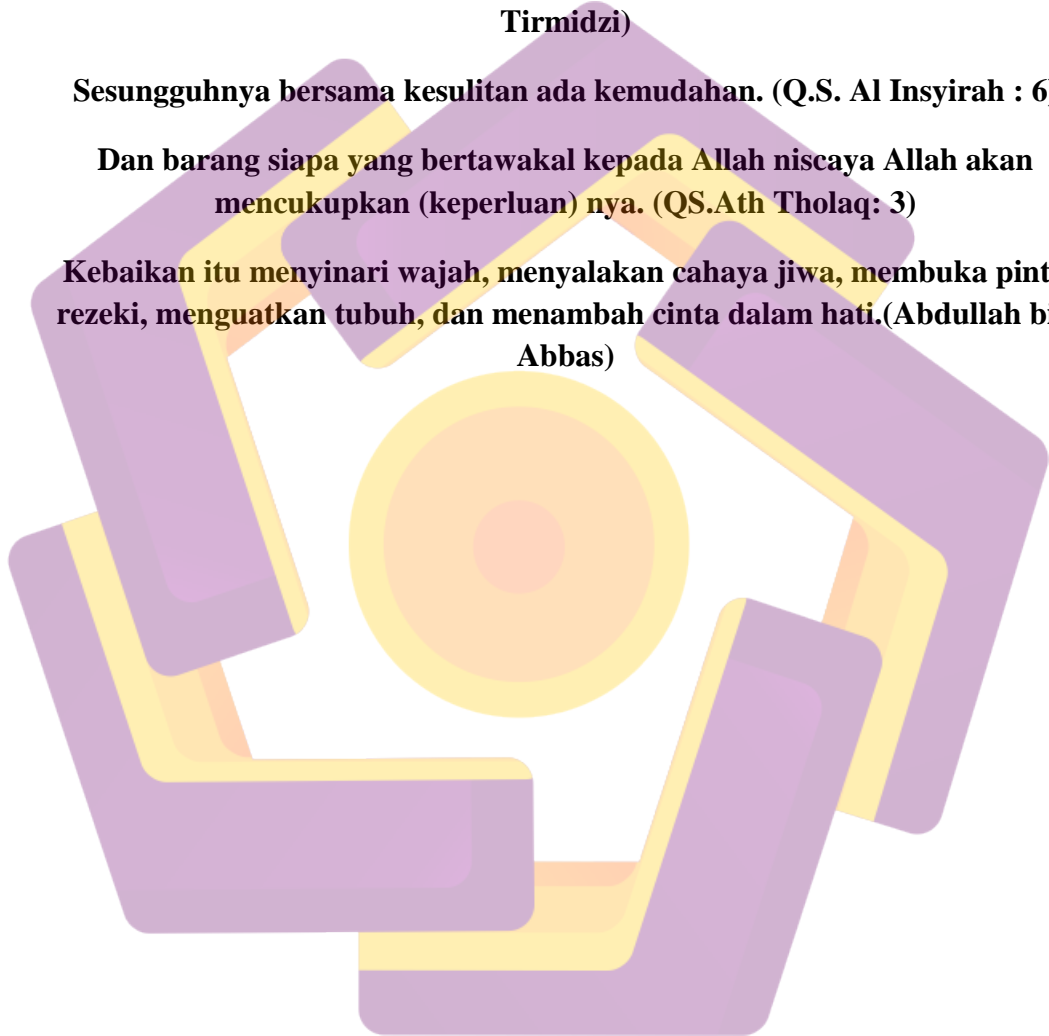 Tirmidzi)
Sesungguhnya bersama kesulitan ada kemudahan. (Q.S. Al Insyirah : 6)
Dan barang siapa yang bertawakal kepada Allah niscaya Allah akan
mencukupkan (keperluan) nya. (QS.Ath Tholaq: 3)
Kebaikan itu menyinari wajah, menyalakan cahaya jiwa, membuka pint
rezeki, menguatkan tubuh, dan menambah cinta dalam hati.(Abdullah bi
Abbas)